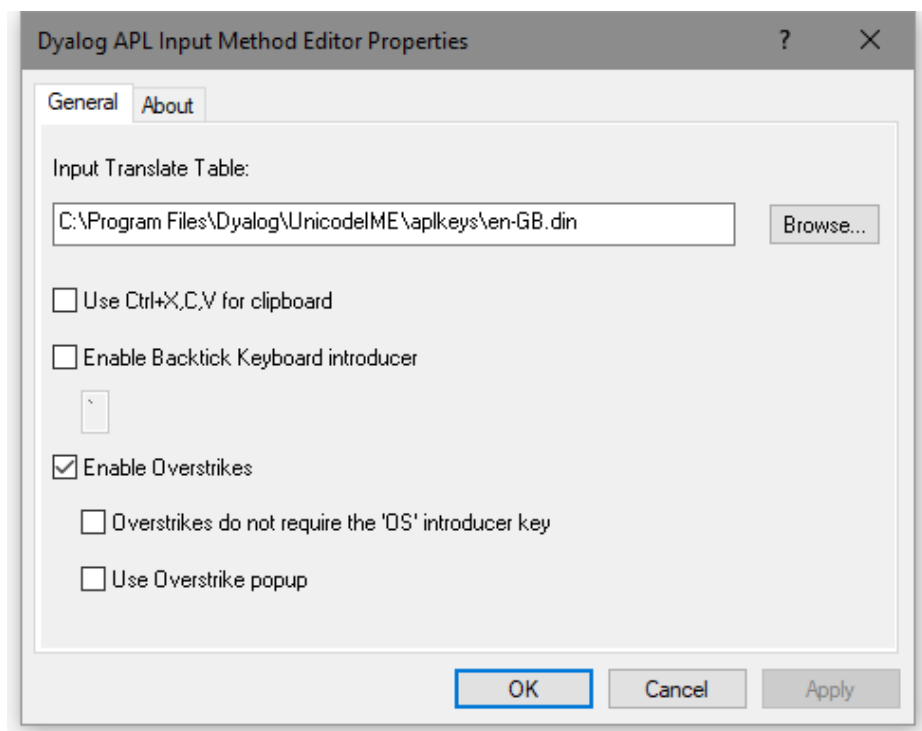 Dyalog APL Input Method Editor Properties ?
General About
Input Translate Table:
C:\Program Files\Dyalog\UnicodeIME\aplkeys\en-GB.din Browse...
Use Ctrl+X,C,V for clipboard
Enable Backtick Keyboard introducer
`
Enable Overstrikes
Overstrikes do not require the 'OS' introducer key
Use Overstrike popup
OK Cancel Apply